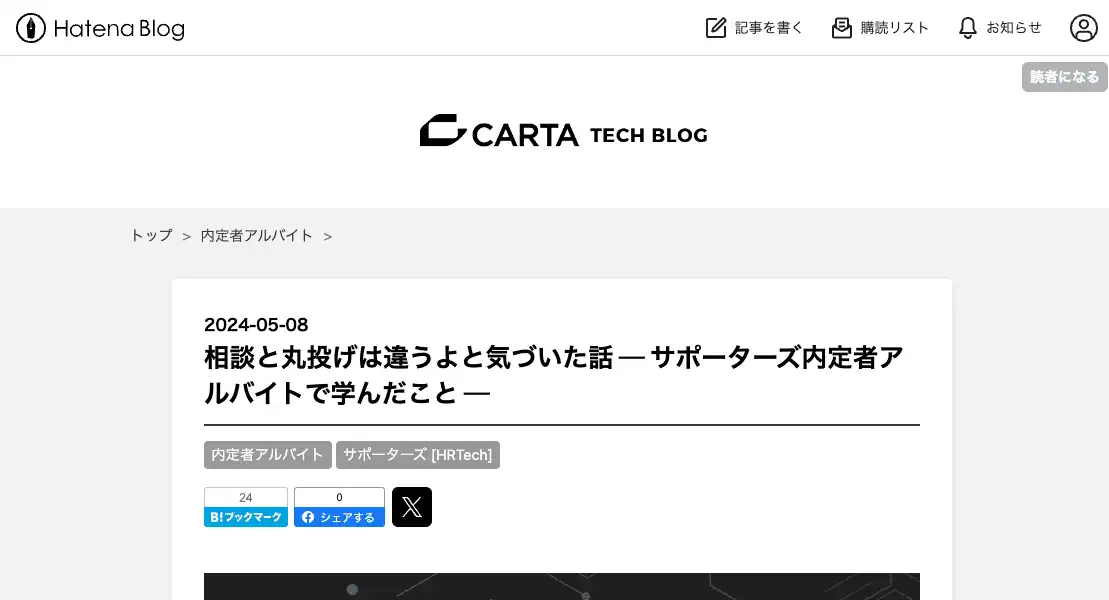 Hatena Blog
記事を書く
購読リスト
お知らせ
読者になる
CARTA TECH BLOG
トップ > 内定者アルバイト >
2024-05-08
相談と丸投げは違うよと気づいた話 ― サポーターズ内定者ア
ルバイトで学んだこと ―
内定者アルバイト
サポーターズ [HRTech]
24
B!ブックマーク
0
シェアする
X